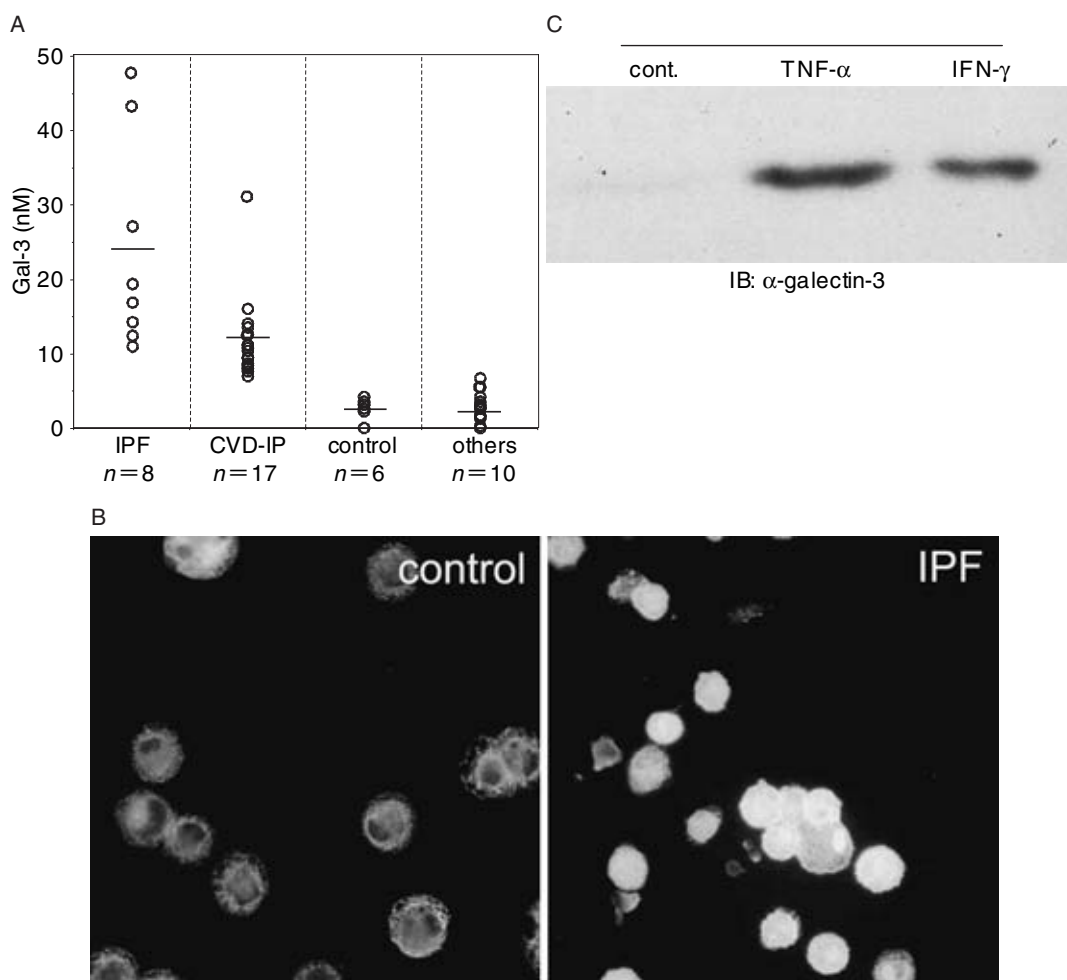 A
50
40
30
20
10
0
Gal-3 (nM)
IPF CVD-IP control others
n=8 n=17 n=6 n=10
C
cont. TNF-α IFN-γ
IB: α-galectin-3
B
control IPF